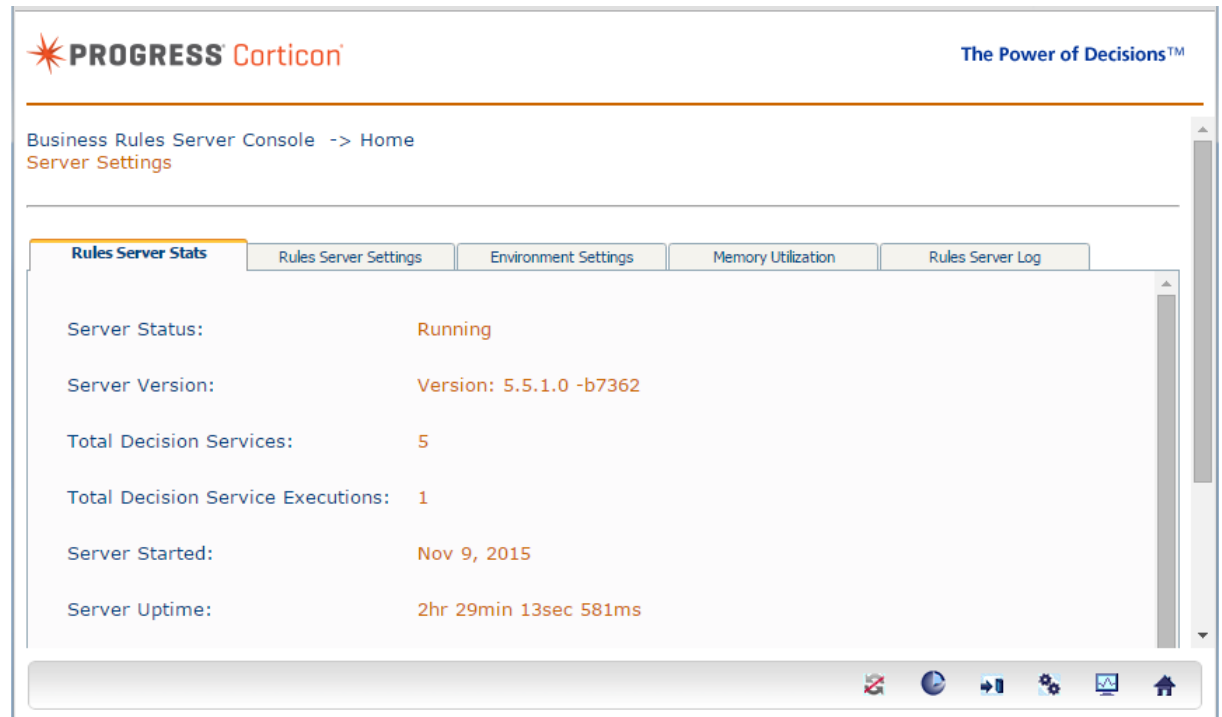 PROGRESS Corticon
The Power of Decisions™
Business Rules Server Console -> Home
Server Settings
Rules Server Stats
Rules Server Settings
Environment Settings
Memory Utilization
Rules Server Log
Server Status: Running
Server Version: Version: 5.5.1.0 -b7362
Total Decision Services: 5
Total Decision Service Executions: 1
Server Started: Nov 9, 2015
Server Uptime: 2hr 29min 13sec 581ms